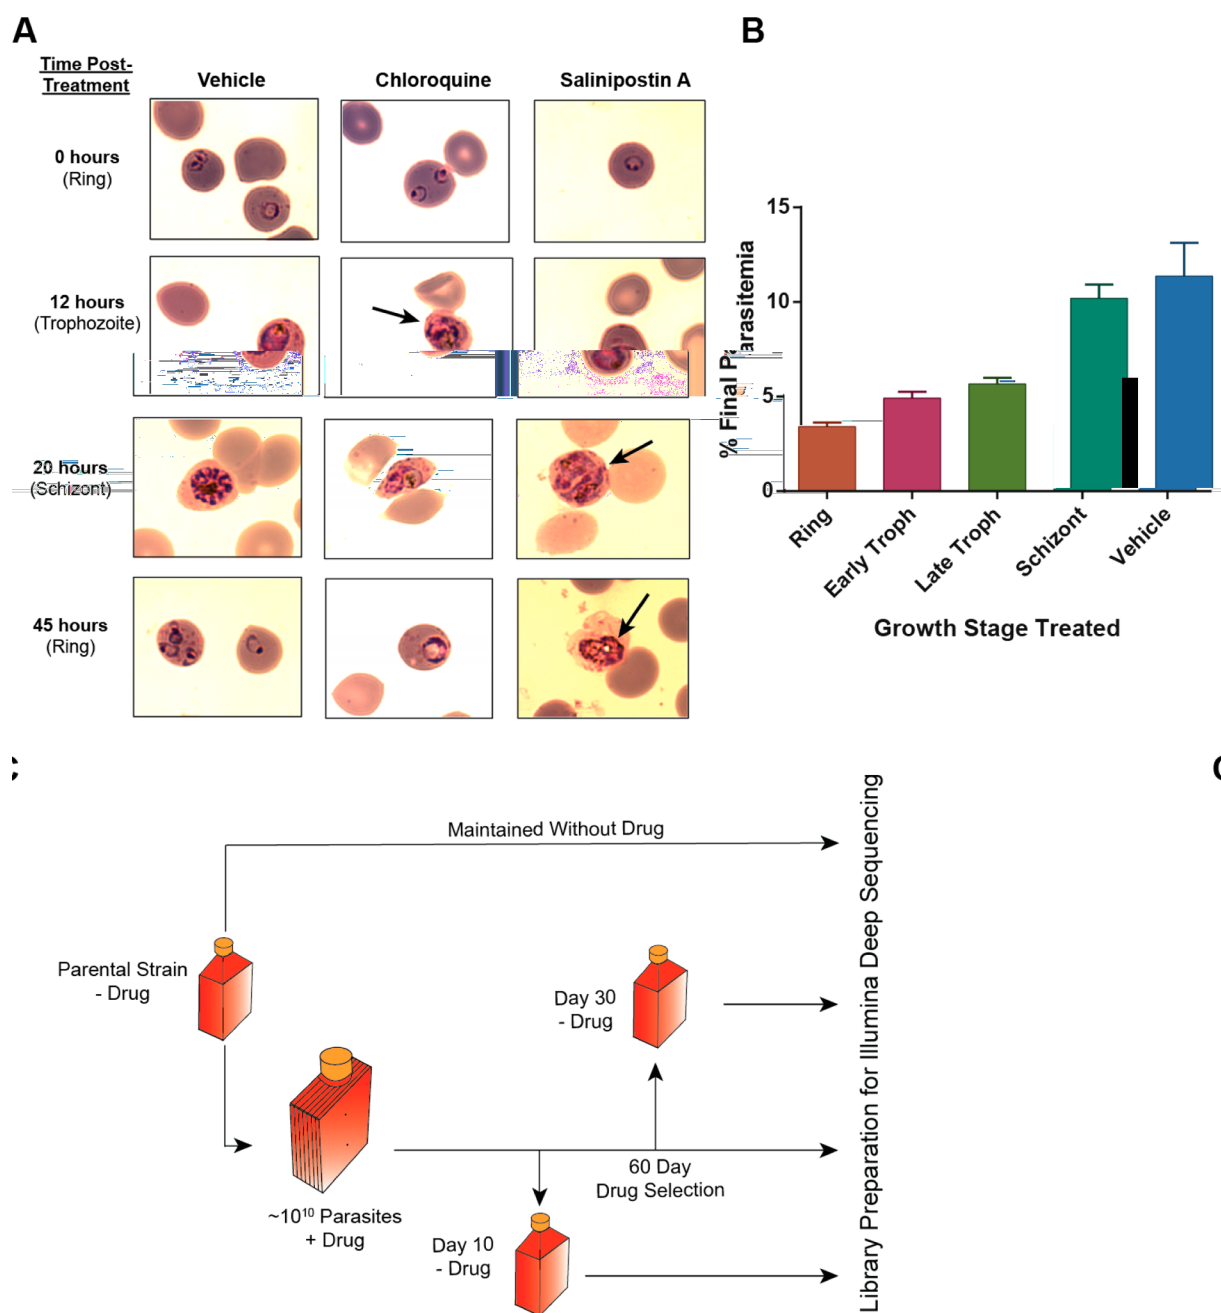 A
Time Post-
Treatment
Vehicle
Chloroquine
Salinipostin A
0 hours
(Ring)
12 hours
(Trophozoite)
20 hours
(Schizont)
45 hours
(Ring)
B
% Final Parasitemia
15
10
5
0
Ring
Early Troph
Late Troph
Schizont
Vehicle
Growth Stage Treated
C
Maintained Without Drug
Parental Strain
- Drug
~10¹⁰ Parasites
+ Drug
Day 30
- Drug
60 Day
Drug Selection
Day 10
- Drug
Library Preparation for Illumina Deep Sequencing